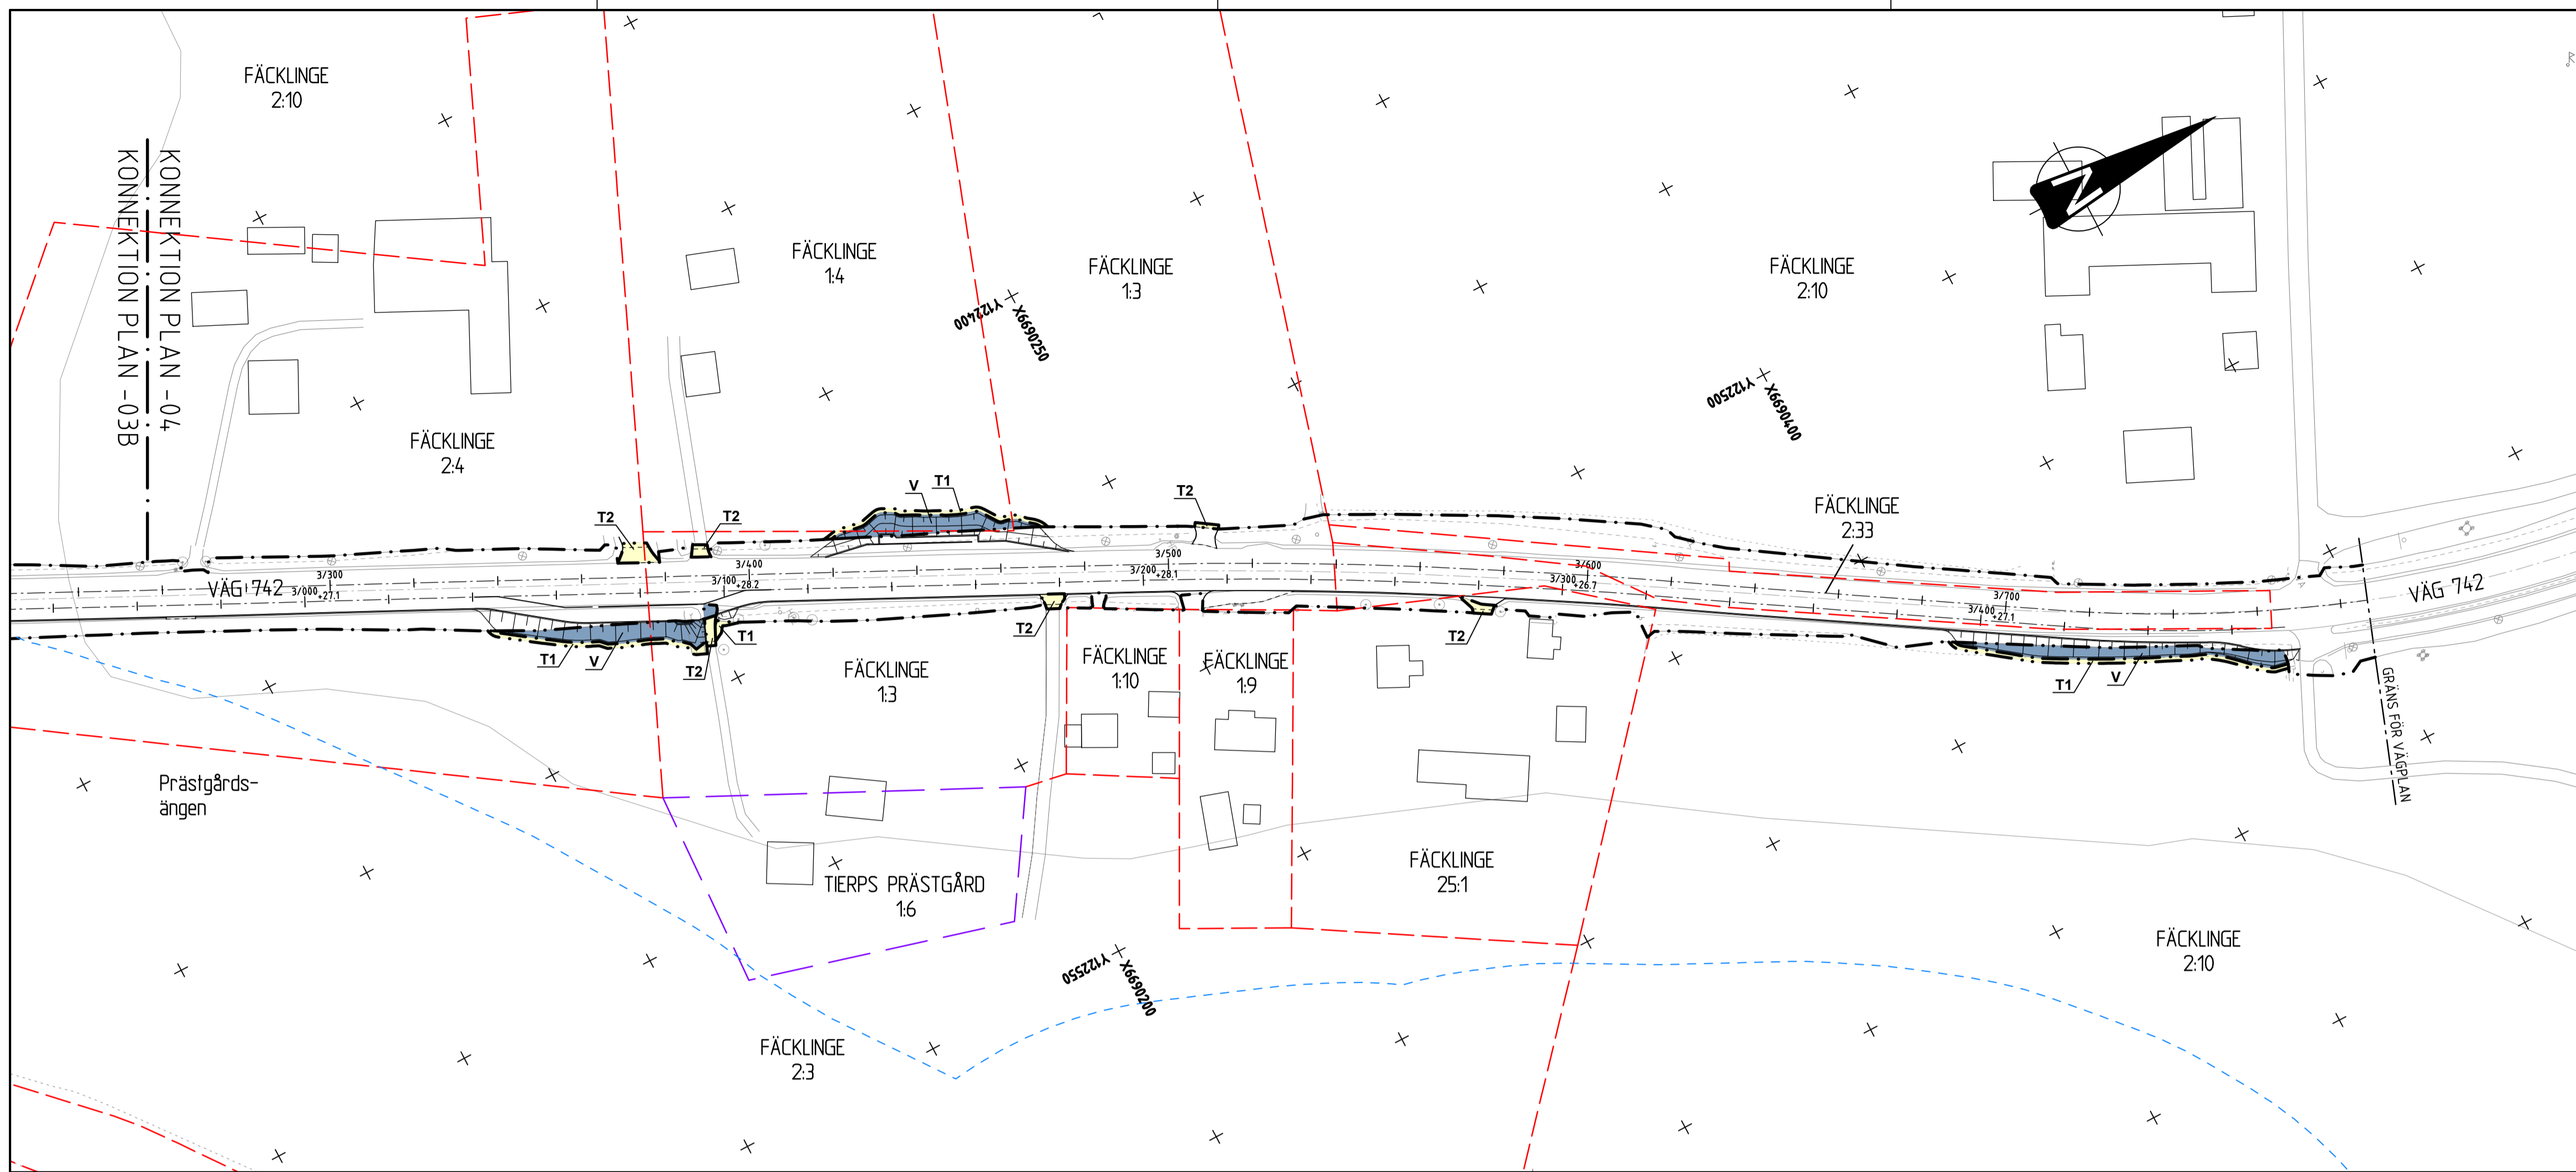 FÄCKLINGE
2:10
KONNEKTION PLAN -04
KONNEKTION PLAN -03B
FÄCKLINGE
1:4
FÄCKLINGE
1:3
FÄCKLINGE
2:10
N
Y122400
X6690250
Y122500
X6690400
FÄCKLINGE
2:4
V
T1
T2
T2
T2
FÄCKLINGE
2:33
VÄG 742
3/300
3/000
+27.1
3/400
3/100
+28.2
3/500
3/200
+28.1
3/600
3/300
+26.7
3/700
3/400
+27.1
VÄG 742
T1
V
T2
T1
T2
T2
T1
V
FÄCKLINGE
1:3
FÄCKLINGE
1:10
FÄCKLINGE
1:9
GRÄNS FÖR VÄGPLAN
Prästgårds-
ängen
TIERPS PRÄSTGÅRD
1:6
FÄCKLINGE
25:1
Y122550
X6690200
FÄCKLINGE
2:10
FÄCKLINGE
2:3